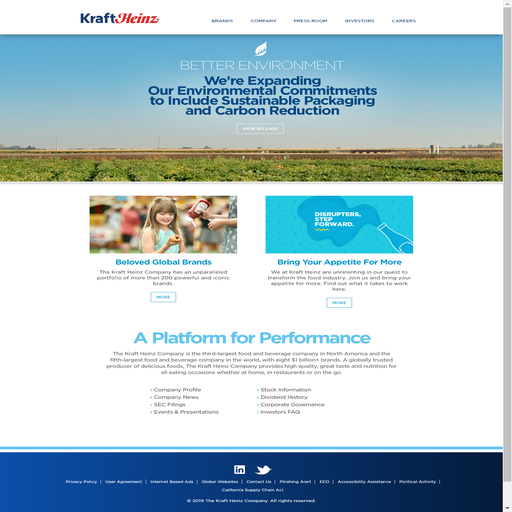 KraftHeinz
BRANDS COMPANY PRESS ROOM INVESTORS CAREERS
BETTER ENVIRONMENT
We're Expanding
Our Environmental Commitments
to Include Sustainable Packaging
and Carbon Reduction
VIEW RELEASE
DISRUPTERS,
STEP
FORWARD.
Beloved Global Brands
The Kraft Heinz Company has an unparalleled
portfolio of more than 200 powerful and iconic
brands.
MORE
Bring Your Appetite For More
We at Kraft Heinz are unrelenting in our quest to
transform the food industry. Join us and bring your
appetite for more. Find out what it takes to work
here.
MORE
A Platform for Performance
The Kraft Heinz Company is the third-largest food and beverage company in North America and the
fifth-largest food and beverage company in the world, with eight $1 billion+ brands. A globally trusted
producer of delicious foods, The Kraft Heinz Company provides high quality, great taste and nutrition for
all eating occasions whether at home, in restaurants or on the go.
› Company Profile
› Company News
› SEC Filings
› Events & Presentations
› Stock Information
› Dividend History
› Corporate Governance
› Investors FAQ
in
Privacy Policy | User Agreement | Internet Based Ads | Global Websites | Contact Us | Phishing Alert | EEO | Accessibility Assistance | Political Activity |
California Supply Chain Act
© 2019 The Kraft Heinz Company. All rights reserved.